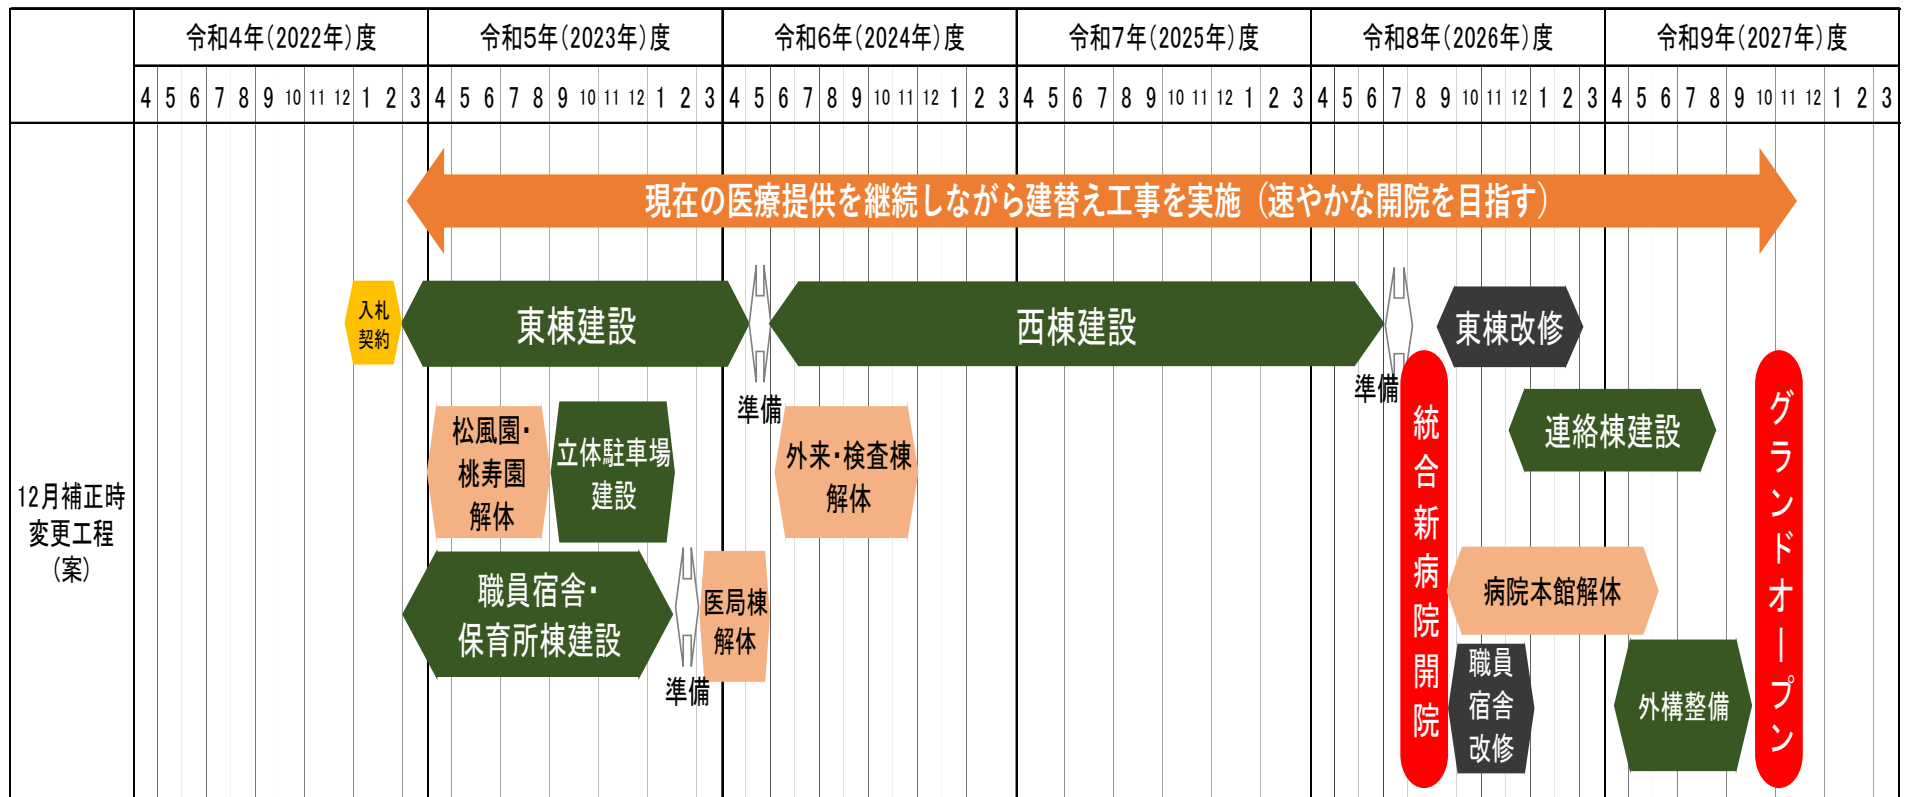 令和4年(2022年)度 令和5年(2023年)度 令和6年(2024年)度 令和7年(2025年)度 令和8年(2026年)度 令和9年(2027年)度
4 5 6 7 8 9 10 11 12 1 2 3 4 5 6 7 8 9 10 11 12 1 2 3 4 5 6 7 8 9 10 11 12 1 2 3 4 5 6 7 8 9 10 11 12 1 2 3 4 5 6 7 8 9 10 11 12 1 2 3 4 5 6 7 8 9 10 11 12 1 2 3
12月補正時
変更工程
(案)
現在の医療提供を継続しながら建替え工事を実施(速やかな開院を目指す)
入札
契約
東棟建設
準備
西棟建設
準備
東棟改修
松風園・
桃寿園
解体
立体駐車場
建設
外来・検査棟
解体
連絡棟建設
職員宿舎・
保育所棟建設
準備
医局棟
解体
統合新病院開院
病院本館解体
職員
宿舎
改修
外構整備
グランドオープン